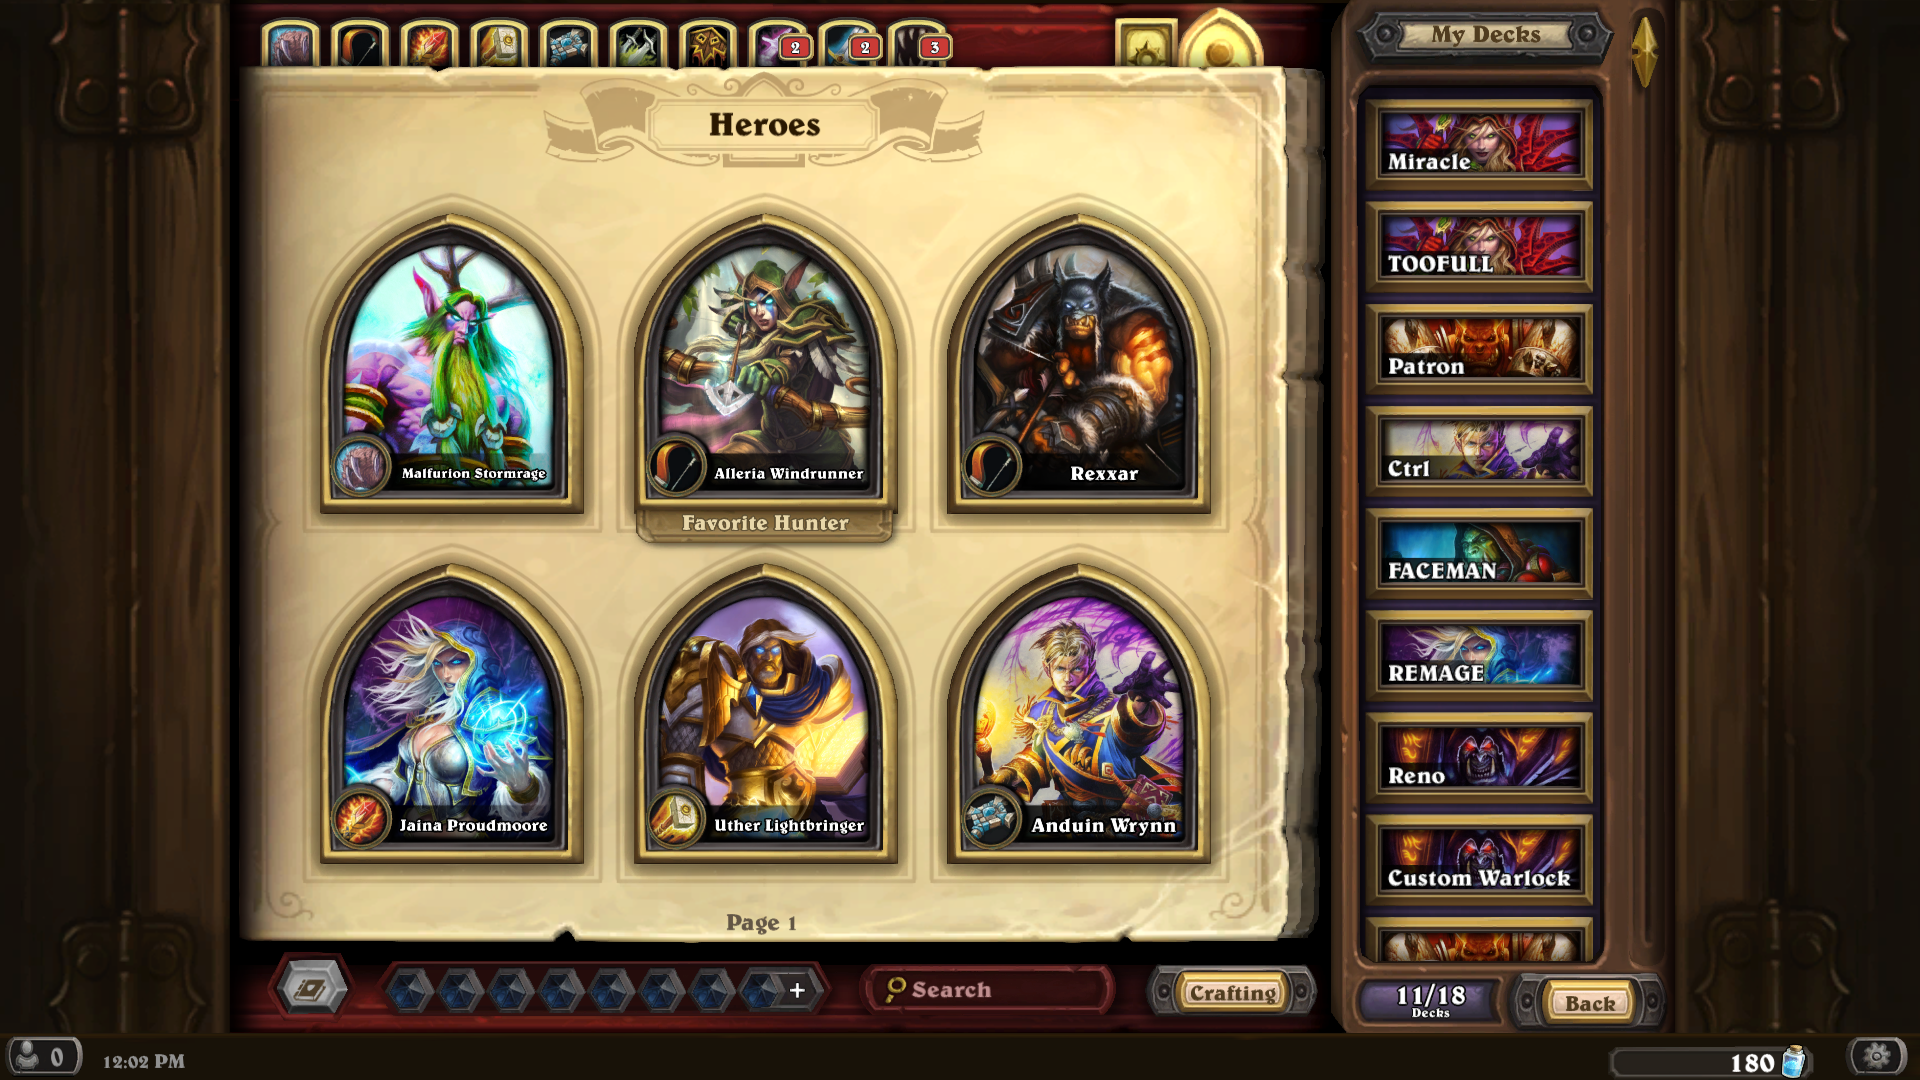 2
2
3
My Decks
Heroes
Malfurion Stormrage
Alleria Windrunner
Favorite Hunter
Rexxar
Jaina Proudmoore
Uther Lightbringer
Anduin Wrynn
Page 1
Miracle
TOOFULL
Patron
Ctrl
FACEMAN
REMAGE
Reno
Custom Warlock
+
Search
Crafting
11/18
Decks
Back
0
12:02 PM
180